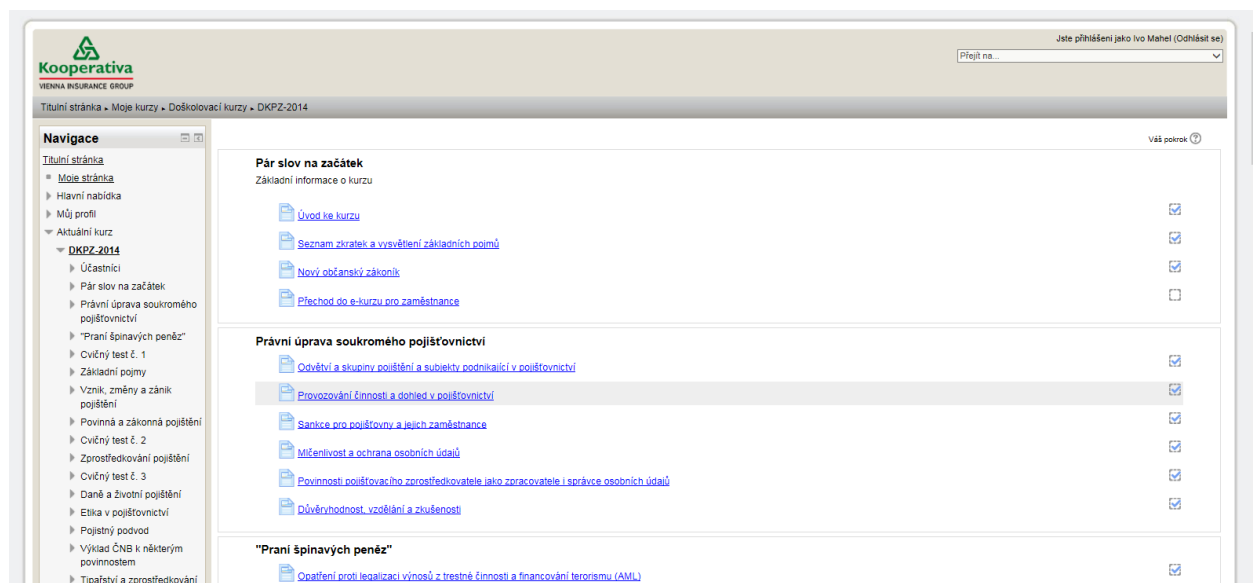 Kooperativa
VIENNA INSURANCE GROUP
Jste přihlášeni jako Ivo Mahel (Odhlásit se)
Přejít na...
Titulní stránka ▸ Moje kurzy ▸ Doškolovací kurzy ▸ DKPZ-2014
Navigace
Titulní stránka
Moje stránka
Hlavní nabídka
Můj profil
Aktuální kurz
DKPZ-2014
Účastníci
Pár slov na začátek
Právní úprava soukromého
pojišťovnictví
"Praní špinavých peněz"
Cvičný test č. 1
Základní pojmy
Vznik, změny a zánik
pojištění
Povinná a zákonná pojištění
Cvičný test č. 2
Zprostředkování pojištění
Cvičný test č. 3
Daně a životní pojištění
Etika v pojišťovnictví
Pojistný podvod
Výklad ČNB k některým
povinnostem
Tipařství a zprostředkování
Váš pokrok
Pár slov na začátek
Základní informace o kurzu
Úvod ke kurzu
Seznam zkratek a vysvětlení základních pojmů
Nový občanský zákoník
Přechod do e-kurzu pro zaměstnance
Právní úprava soukromého pojišťovnictví
Odvětví a skupiny pojištění a subjekty podnikající v pojišťovnictví
Provozování činnosti a dohled v pojišťovnictví
Sankce pro pojišťovny a jejich zaměstnance
Mlčenlivost a ochrana osobních údajů
Povinnosti pojišťovacího zprostředkovatele jako zpracovatele i správce osobních údajů
Důvěryhodnost, vzdělání a zkušenosti
"Praní špinavých peněz"
Opatření proti legalizaci výnosů z trestné činnosti a financování terorismu (AML)